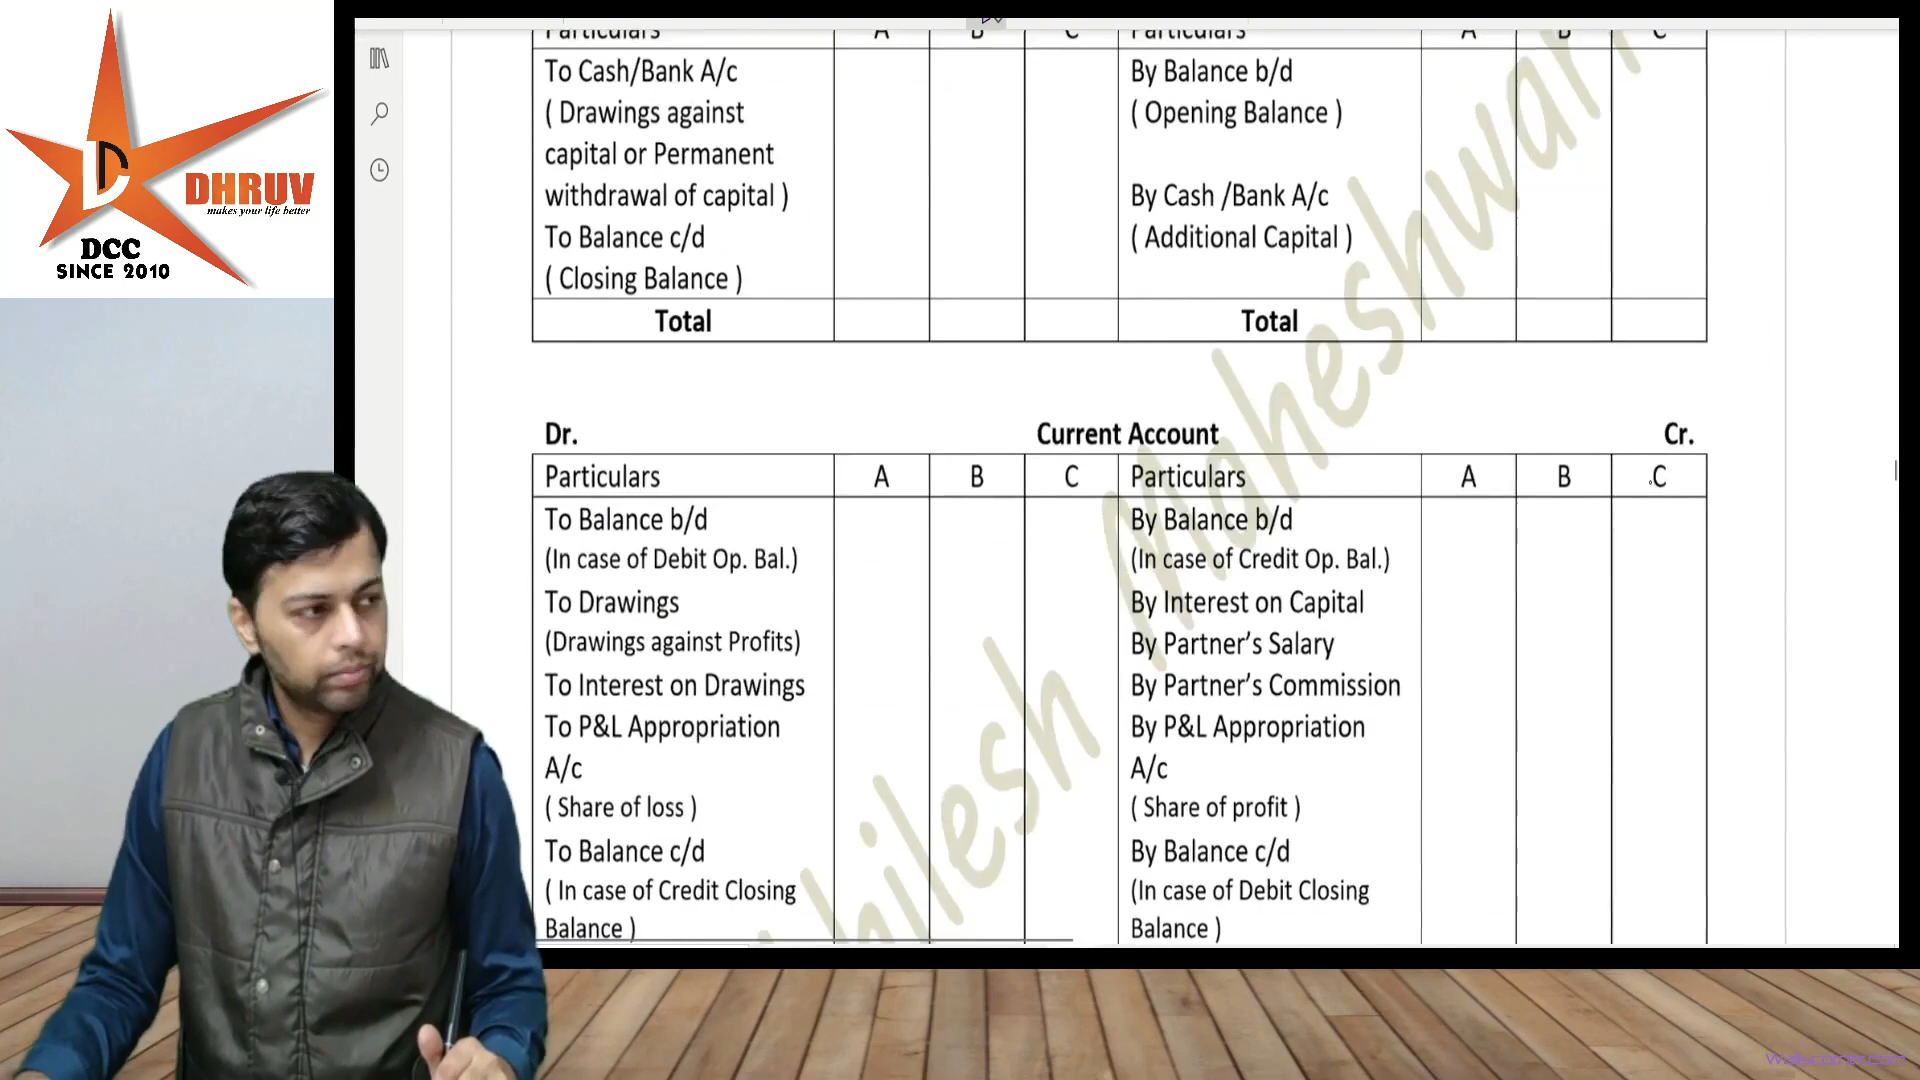 DHRUV
makes your life better
DCC
SINCE 2010
Particulars A B C Particulars A B C
To Cash/Bank A/c
( Drawings against
capital or Permanent
withdrawal of capital )
To Balance c/d
( Closing Balance )
By Balance b/d
( Opening Balance )
By Cash /Bank A/c
( Additional Capital )
Total Total
Dr. Current Account Cr.
Particulars A B C Particulars A B C
To Balance b/d
(In case of Debit Op. Bal.)
To Drawings
(Drawings against Profits)
To Interest on Drawings
To P&L Appropriation
A/c
( Share of loss )
To Balance c/d
( In case of Credit Closing
Balance )
By Balance b/d
(In case of Credit Op. Bal.)
By Interest on Capital
By Partner’s Salary
By Partner’s Commission
By P&L Appropriation
A/c
( Share of profit )
By Balance c/d
(In case of Debit Closing
Balance )
Maheshwari